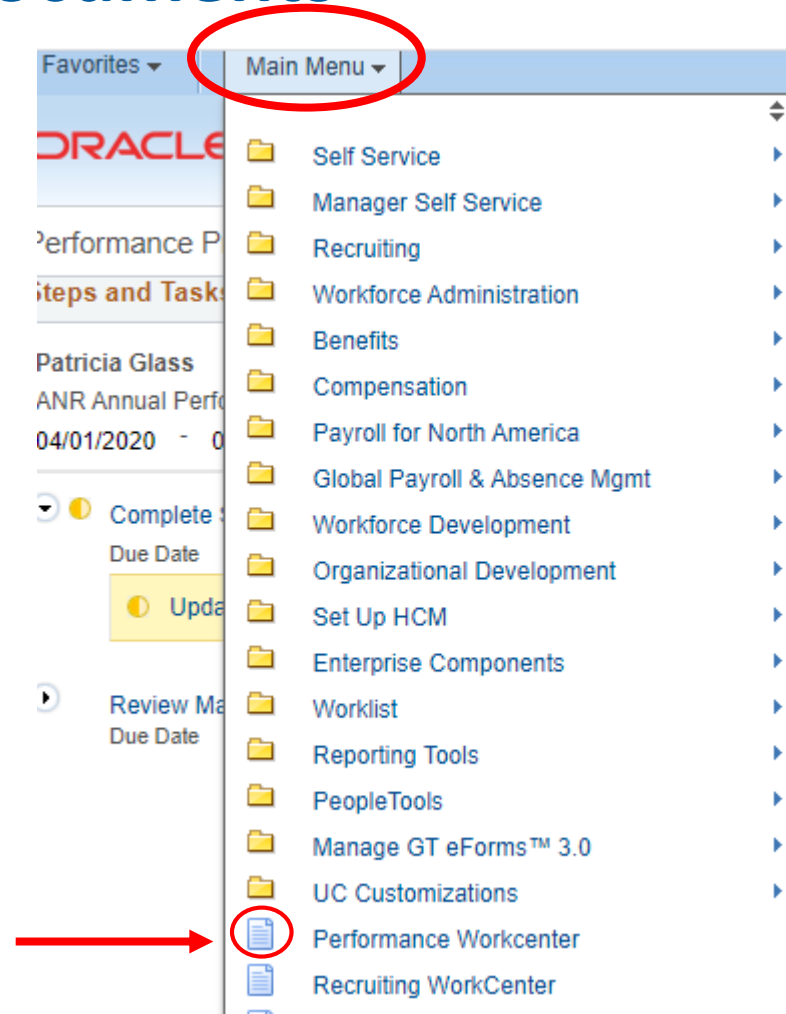 Favorites Main Menu
ORACLE
Self Service
Manager Self Service
Performance P
Recruiting
Steps and Tasks
Workforce Administration
Benefits
Patricia Glass
ANR Annual Perfo
Compensation
04/01/2020 - 0
Payroll for North America
Global Payroll & Absence Mgmt
Complete S
Workforce Development
Due Date
Organizational Development
Upda
Set Up HCM
Enterprise Components
Review Ma
Worklist
Due Date
Reporting Tools
PeopleTools
Manage GT eForms™ 3.0
UC Customizations
Performance Workcenter
Recruiting WorkCenter